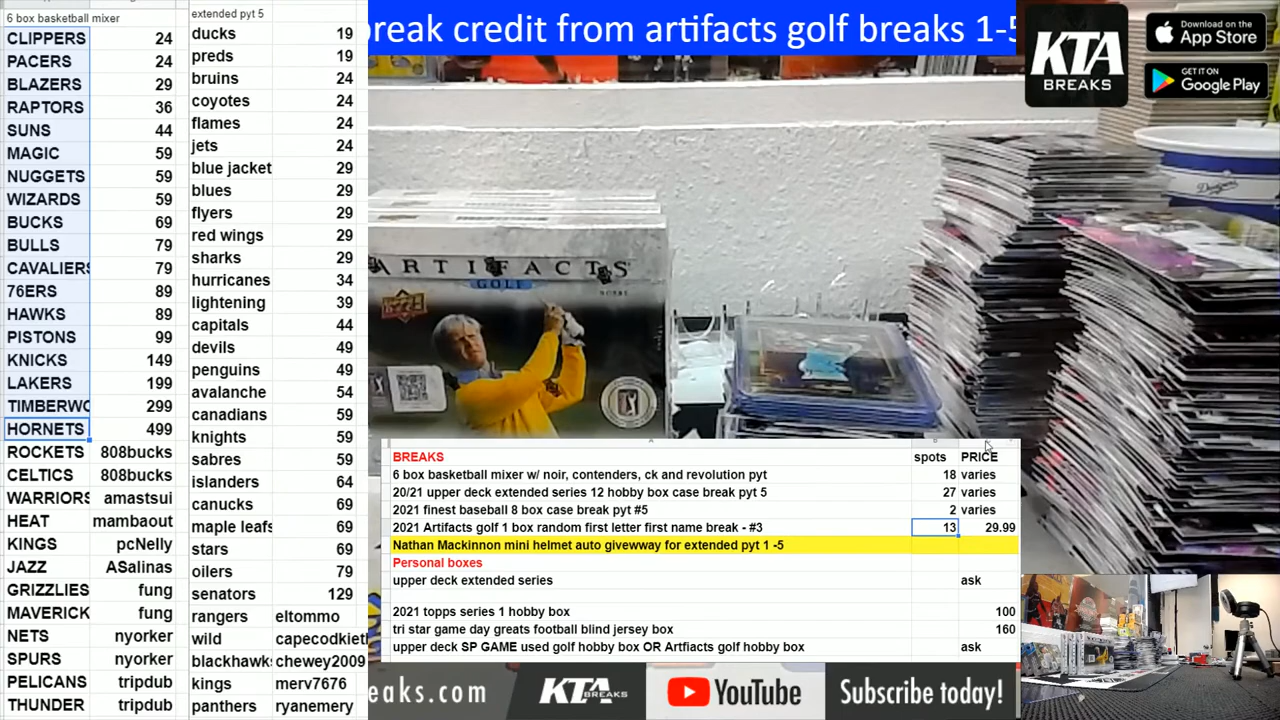 6 box basketball mixer
CLIPPERS 24
PACERS 24
BLAZERS 29
RAPTORS 36
SUNS 44
MAGIC 59
NUGGETS 59
WIZARDS 59
BUCKS 69
BULLS 79
CAVALIERS 79
76ERS 89
HAWKS 89
PISTONS 99
KNICKS 149
LAKERS 199
TIMBERWO 299
HORNETS 499
ROCKETS 808bucks
CELTICS 808bucks
WARRIORS amastsui
HEAT mambaout
KINGS pcNelly
JAZZ ASalinas
GRIZZLIES fung
MAVERICK fung
NETS nyorker
SPURS nyorker
PELICANS tripdub
THUNDER tripdub
extended pyt 5
ducks 19
preds 19
bruins 24
coyotes 24
flames 24
jets 24
blue jacket 29
blues 29
flyers 29
red wings 29
sharks 29
hurricanes 34
lightening 39
capitals 44
devils 49
penguins 49
avalanche 54
canadians 59
knights 59
sabres 59
islanders 64
canucks 69
maple leafs 69
stars 69
oilers 79
senators 129
rangers eltommo
wild capecodkieth
blackhawks chewey2009
kings merv7676
panthers ryanemery
break credit from artifacts golf breaks 1-5
KTA
BREAKS
Download on the
App Store
GET IT ON
Google Play
Dodgers
ARTIFACTS
GOLF
BREAKS spots PRICE
6 box basketball mixer w/ noir, contenders, ck and revolution pyt 18 varies
20/21 upper deck extended series 12 hobby box case break pyt 5 27 varies
2021 finest baseball 8 box case break pyt #5 2 varies
2021 Artifacts golf 1 box random first letter first name break - #3 13 29.99
Nathan Mackinnon mini helmet auto givewway for extended pyt 1 -5
Personal boxes
upper deck extended series ask
2021 topps series 1 hobby box 100
tri star game day greats football blind jersey box 160
upper deck SP GAME used golf hobby box OR Artfiacts golf hobby box ask
eaks.com
KTA BREAKS
YouTube
Subscribe today!